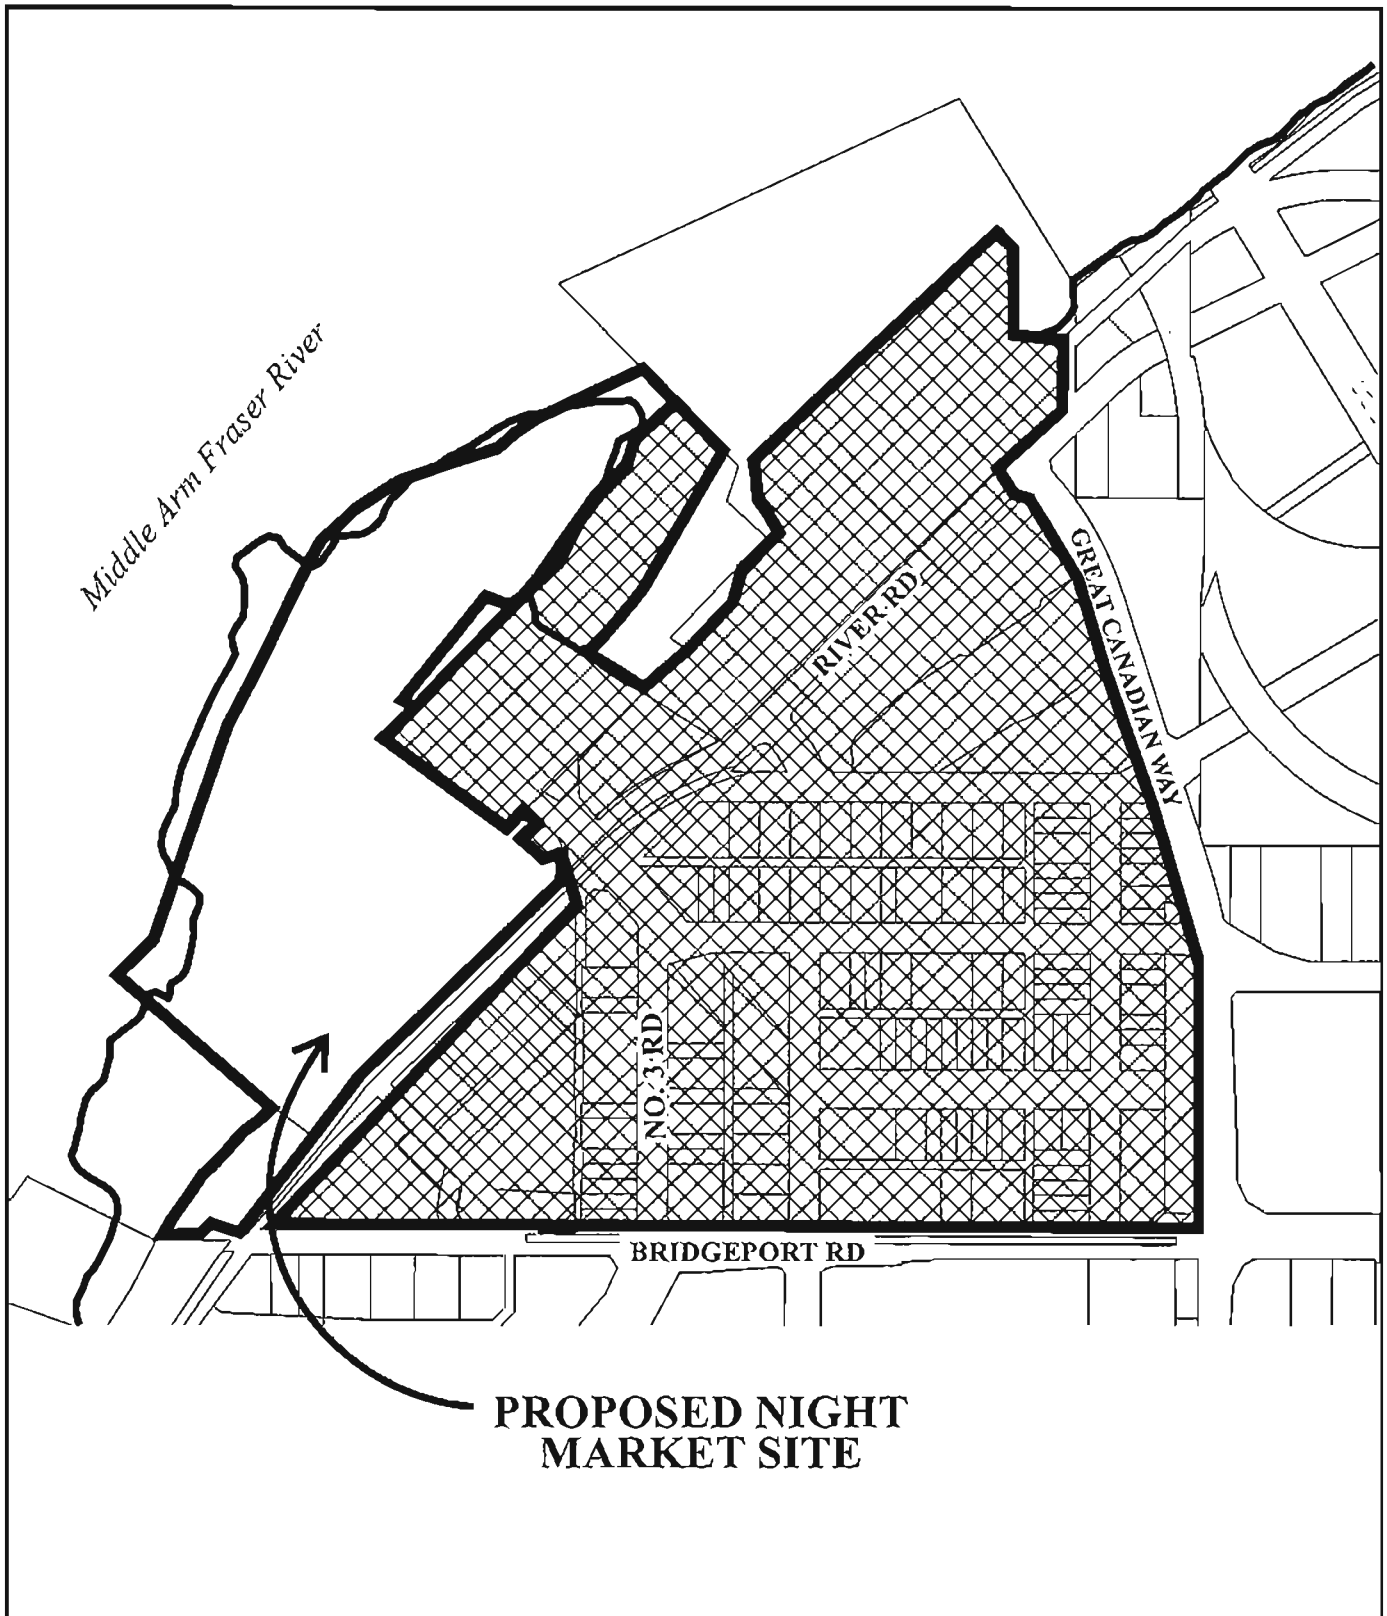 Middle Arm Fraser River
RIVER RD
GREAT CANADIAN WAY
NO. 3 RD
BRIDGEPORT RD
PROPOSED NIGHT
MARKET SITE